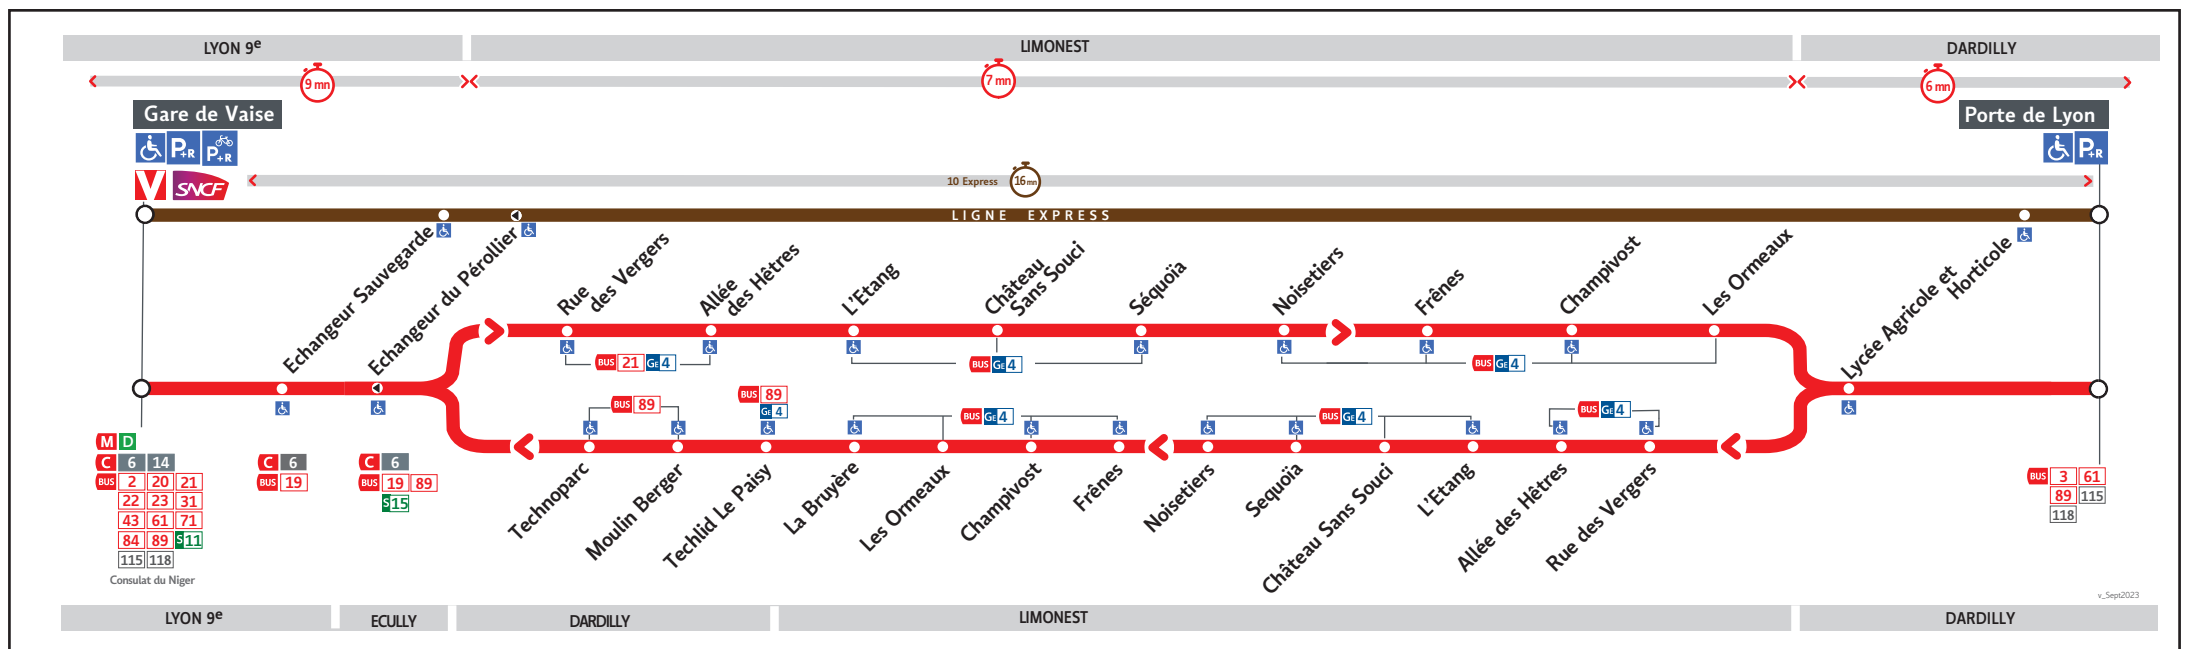 LYON 9e
LIMONEST
DARDILLY
9 mn
7 mn
6 mn
Gare de Vaise
Porte de Lyon
P+R
P+R
P+R
V
SNCF
10 Express
16 mn
LIGNE EXPRESS
Echangeur Sauvegarde
Echangeur du Pérollier
Rue
des Vergers
Allée
des Hêtres
L'Etang
Château
Sans Souci
Séquoïa
Noisetiers
Frênes
Champivost
Les Ormeaux
Lycée Agricole et
Horticole
BUS 21 GE 4
BUS GE 4
BUS GE 4
BUS 89
BUS 89
GE 4
BUS GE 4
BUS GE 4
BUS GE 4
Technoparc
Moulin Berger
Techlid Le Paisy
La Bruyère
Les Ormeaux
Champivost
Frênes
Noisetiers
Sequoïa
Château Sans Souci
L'Etang
Allée des Hêtres
Rue des Vergers
M D
C 6 14
BUS 2 20 21
22 23 31
43 61 71
84 89 S 11
115 118
Consulat du Niger
C 6
BUS 19
C 6
BUS 19 89
S 15
BUS 3 61
89 115
118
v_Sept2023
LYON 9e
ECULLY
DARDILLY
LIMONEST
DARDILLY